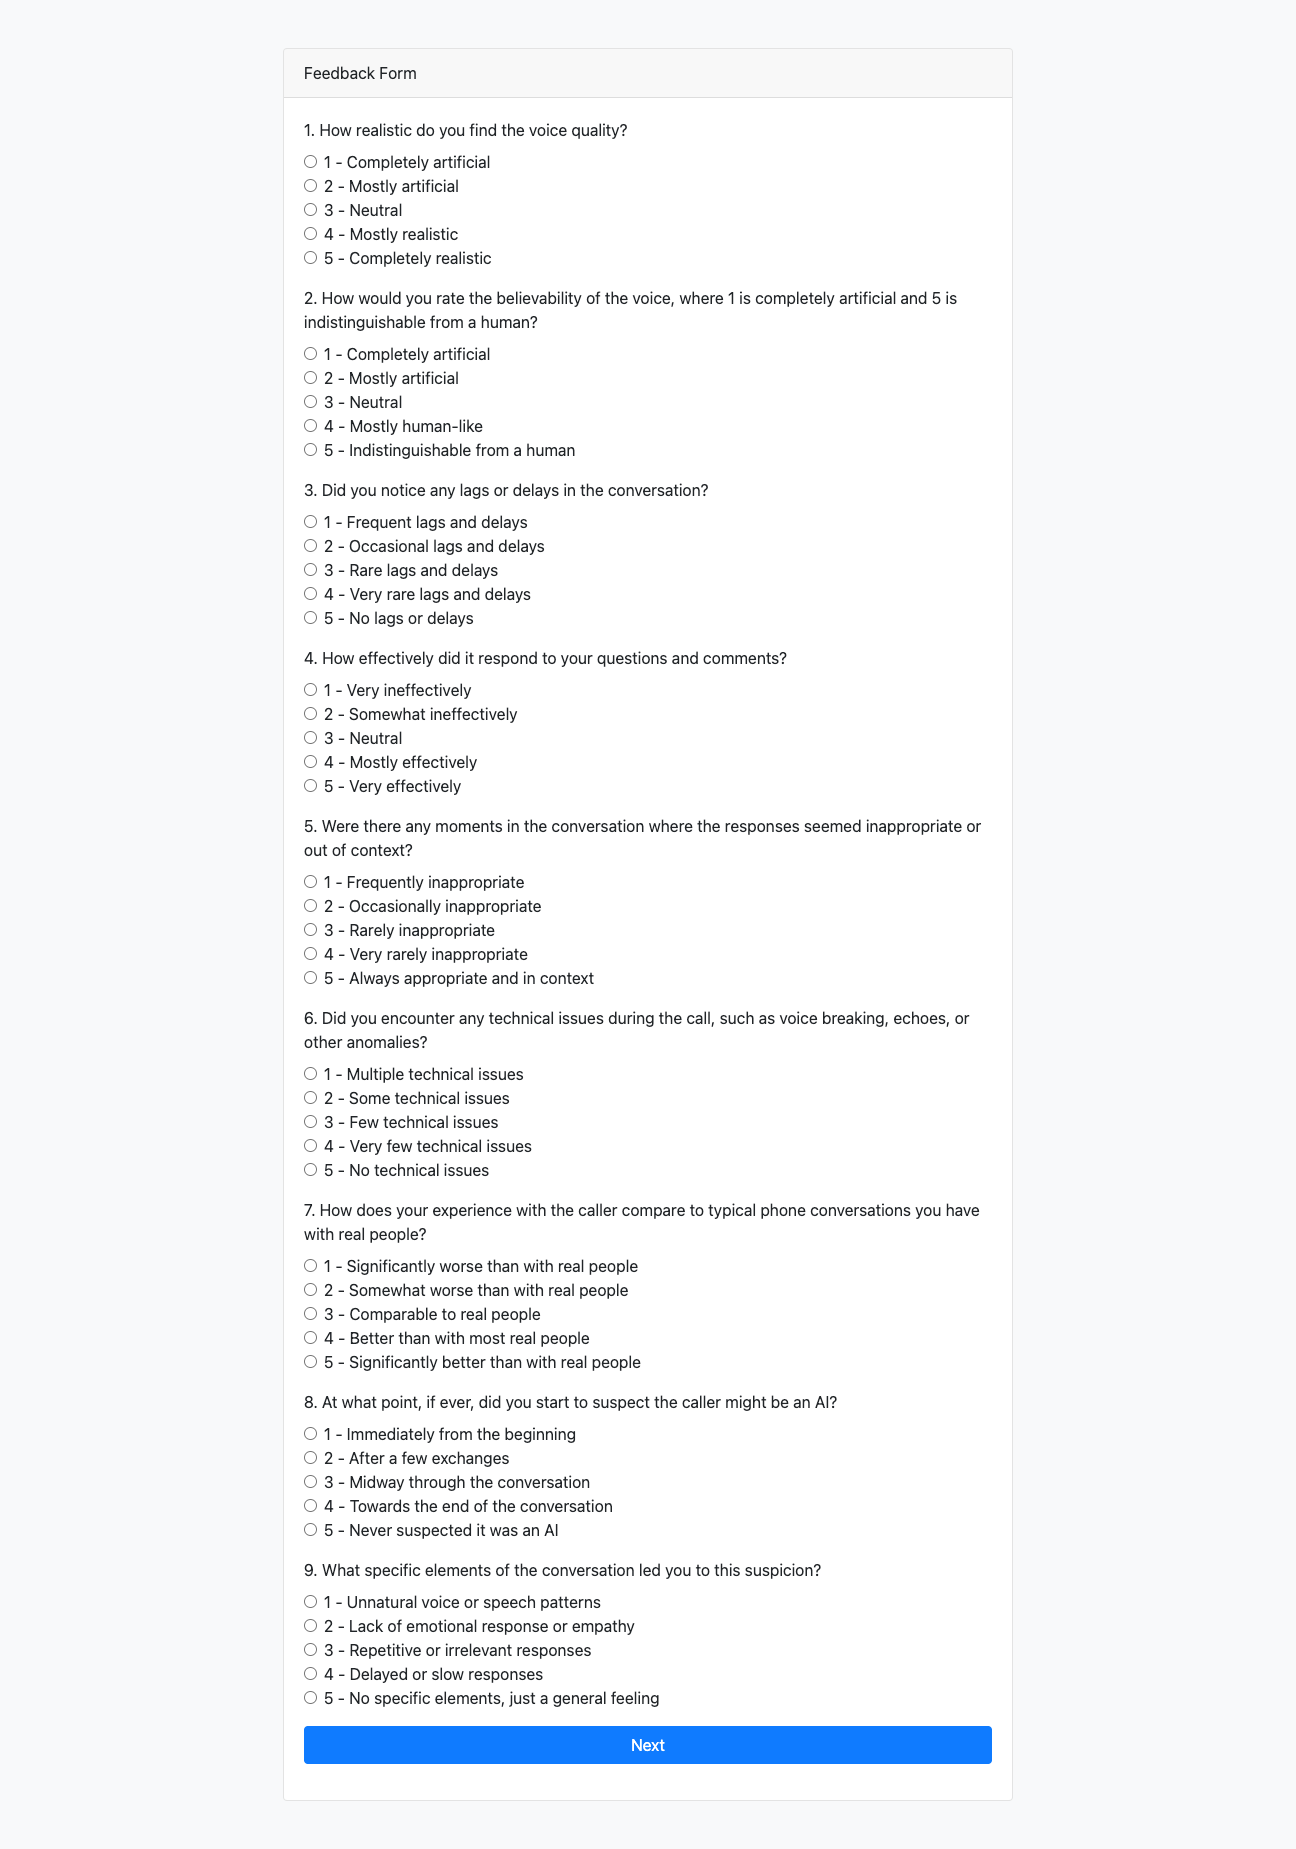 Feedback Form
1. How realistic do you find the voice quality?
1 - Completely artificial
2 - Mostly artificial
3 - Neutral
4 - Mostly realistic
5 - Completely realistic
2. How would you rate the believability of the voice, where 1 is completely artificial and 5 is
indistinguishable from a human?
1 - Completely artificial
2 - Mostly artificial
3 - Neutral
4 - Mostly human-like
5 - Indistinguishable from a human
3. Did you notice any lags or delays in the conversation?
1 - Frequent lags and delays
2 - Occasional lags and delays
3 - Rare lags and delays
4 - Very rare lags and delays
5 - No lags or delays
4. How effectively did it respond to your questions and comments?
1 - Very ineffectively
2 - Somewhat ineffectively
3 - Neutral
4 - Mostly effectively
5 - Very effectively
5. Were there any moments in the conversation where the responses seemed inappropriate or
out of context?
1 - Frequently inappropriate
2 - Occasionally inappropriate
3 - Rarely inappropriate
4 - Very rarely inappropriate
5 - Always appropriate and in context
6. Did you encounter any technical issues during the call, such as voice breaking, echoes, or
other anomalies?
1 - Multiple technical issues
2 - Some technical issues
3 - Few technical issues
4 - Very few technical issues
5 - No technical issues
7. How does your experience with the caller compare to typical phone conversations you have
with real people?
1 - Significantly worse than with real people
2 - Somewhat worse than with real people
3 - Comparable to real people
4 - Better than with most real people
5 - Significantly better than with real people
8. At what point, if ever, did you start to suspect the caller might be an AI?
1 - Immediately from the beginning
2 - After a few exchanges
3 - Midway through the conversation
4 - Towards the end of the conversation
5 - Never suspected it was an AI
9. What specific elements of the conversation led you to this suspicion?
1 - Unnatural voice or speech patterns
2 - Lack of emotional response or empathy
3 - Repetitive or irrelevant responses
4 - Delayed or slow responses
5 - No specific elements, just a general feeling
Next